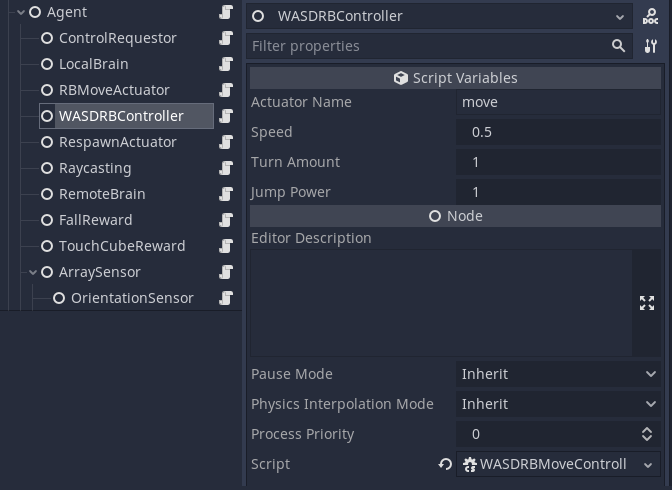 Agent
ControlRequestor
LocalBrain
RBMoveActuator
WASDRBController
RespawnActuator
Raycasting
RemoteBrain
FallReward
TouchCubeReward
ArraySensor
OrientationSensor
WASDRBController
DOC
Filter properties
Script Variables
Actuator Name move
Speed 0.5
Turn Amount 1
Jump Power 1
Node
Editor Description
Pause Mode Inherit
Physics Interpolation Mode Inherit
Process Priority 0
Script WASDRBMoveControll